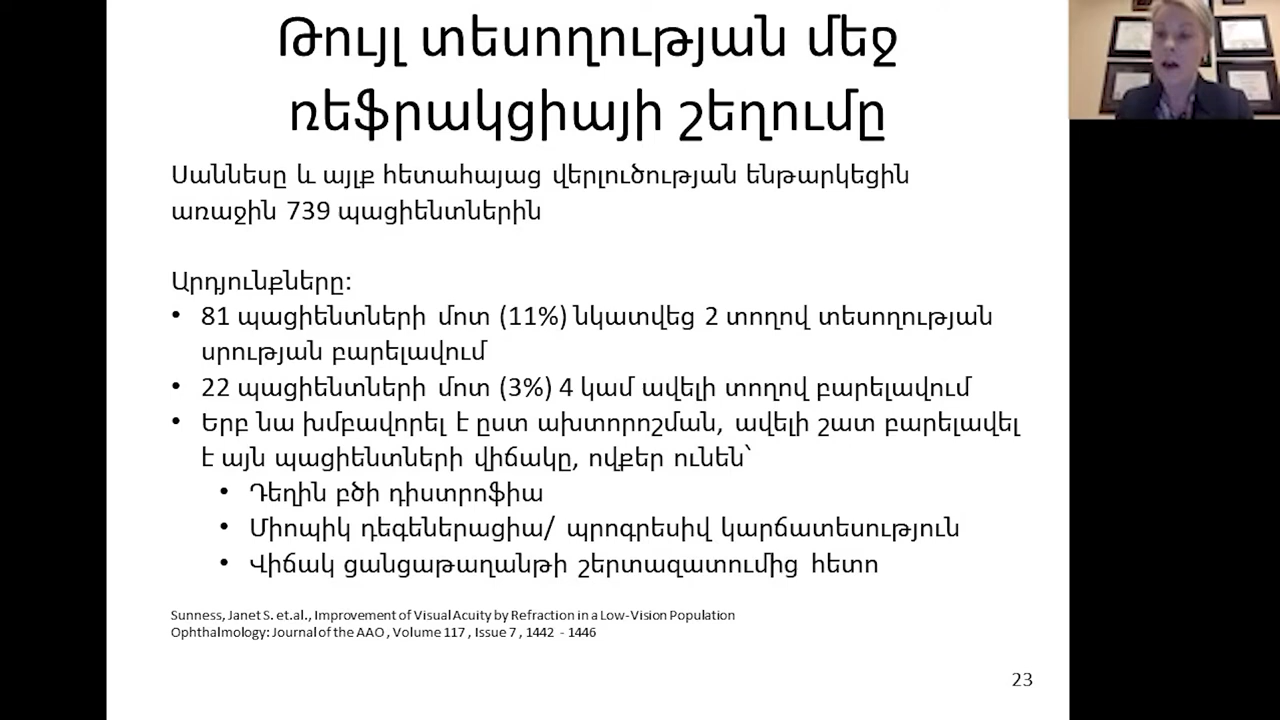 Թույլ տեսողության մեջ
ռեֆրակցիայի շեղումը
Սաննեսը և այլք հետահայաց վերլուծության ենթարկեցին
առաջին 739 պացիենտներին
Արդյունքները:
• 81 պացիենտների մոտ (11%) նկատվեց 2 տողով տեսողության
սրության բարելավում
• 22 պացիենտների մոտ (3%) 4 կամ ավելի տողով բարելավում
• Երբ նա խմբավորել է ըստ ախտորոշման, ավելի շատ բարելավել
է այն պացիենտների վիճակը, ովքեր ունեն՝
• Դեղին բծի դիստրոֆիա
• Միոպիկ դեգեներացիա/ պրոգրեսիվ կարճատեսություն
• Վիճակ ցանցաթաղանթի շերտազատումից հետո
Sunness, Janet S. et.al., Improvement of Visual Acuity by Refraction in a Low-Vision Population
Ophthalmology: Journal of the AAO , Volume 117 , Issue 7 , 1442 - 1446
23